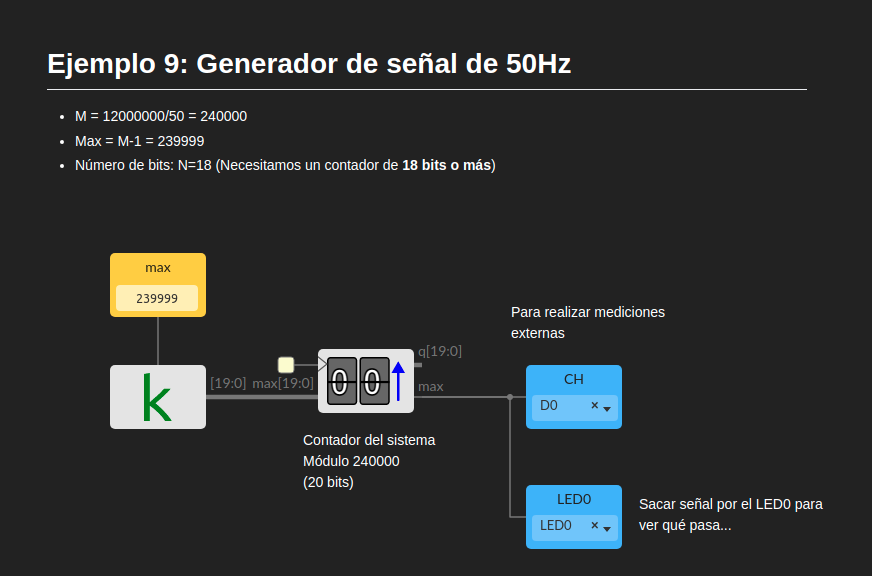 Ejemplo 9: Generador de señal de 50Hz
M = 12000000/50 = 240000
Max = M-1 = 239999
Número de bits: N=18 (Necesitamos un contador de 18 bits o más)
max
239999
k
[19:0] max[19:0]
00
q[19:0]
max
Contador del sistema
Módulo 240000
(20 bits)
Para realizar mediciones
externas
CH
D0
LED0
LED0
Sacar señal por el LED0 para
ver qué pasa...